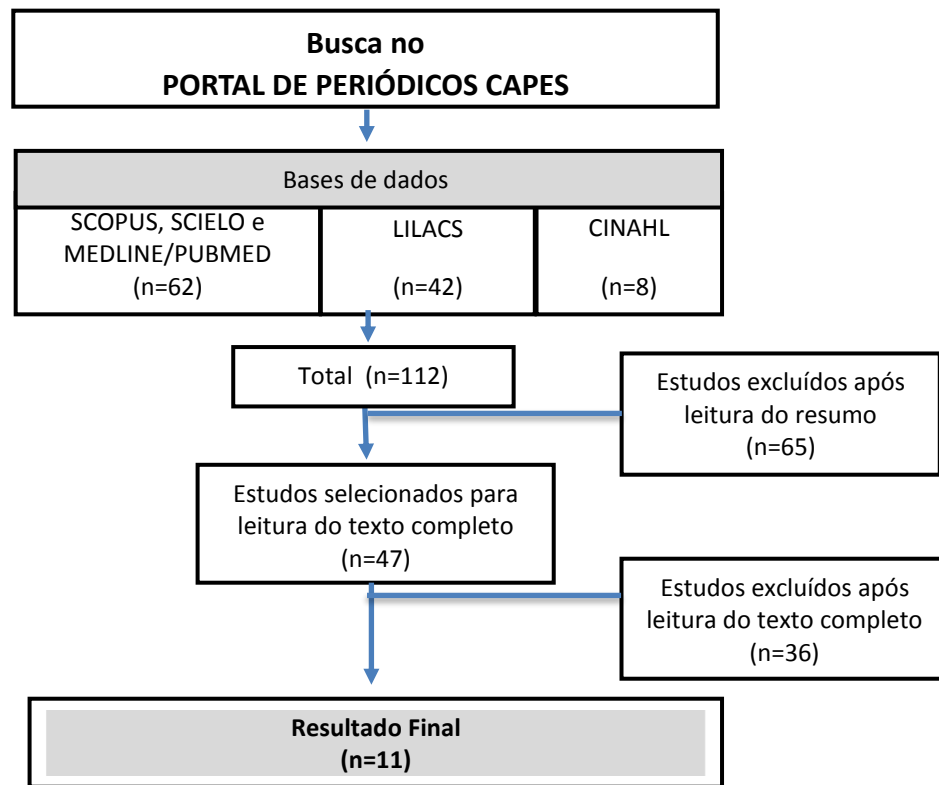 Busca no
PORTAL DE PERIÓDICOS CAPES
Bases de dados
SCOPUS, SCIELO e
MEDLINE/PUBMED
(n=62)
LILACS
(n=42)
CINAHL
(n=8)
Total (n=112)
Estudos excluídos após
leitura do resumo
(n=65)
Estudos selecionados para
leitura do texto completo
(n=47)
Estudos excluídos após
leitura do texto completo
(n=36)
Resultado Final
(n=11)